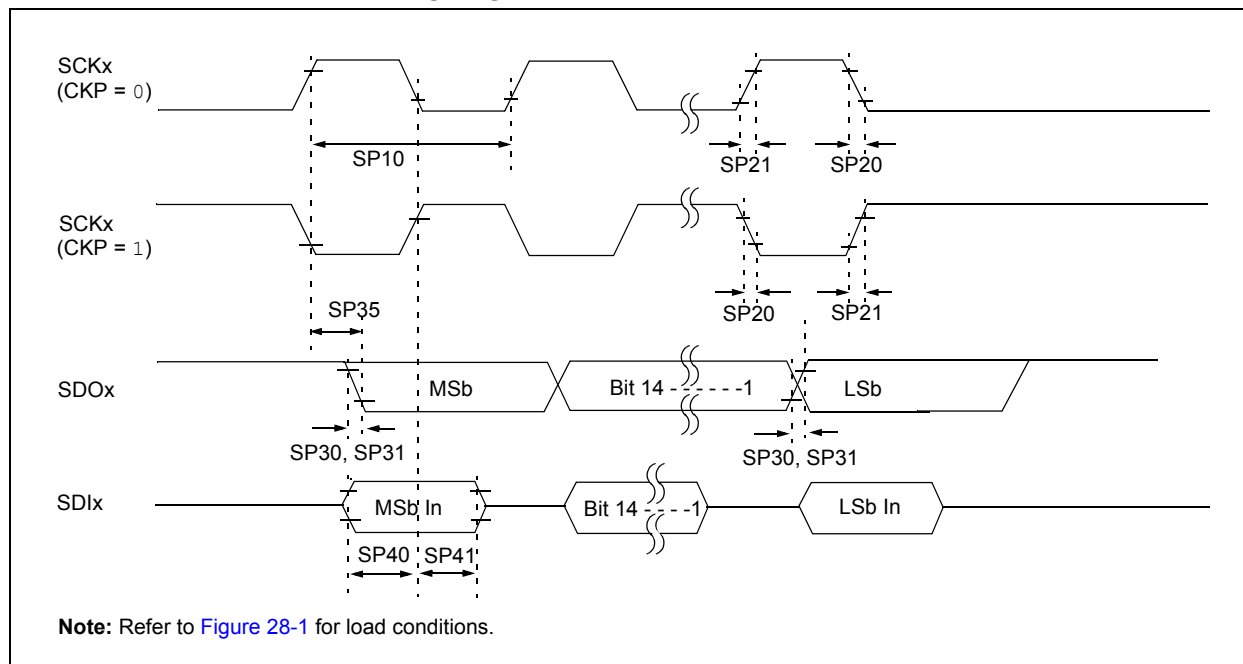 SCKx
(CKP = 0)
SP10
SP21
SP20
SCKx
(CKP = 1)
SP35
SP20
SP21
SDOx
MSb
Bit 14 - - - - - -1
LSb
SP30, SP31
SP30, SP31
SDIx
MSb In
Bit 14 - - - -1
LSb In
SP40
SP41
Note: Refer to Figure 28-1 for load conditions.